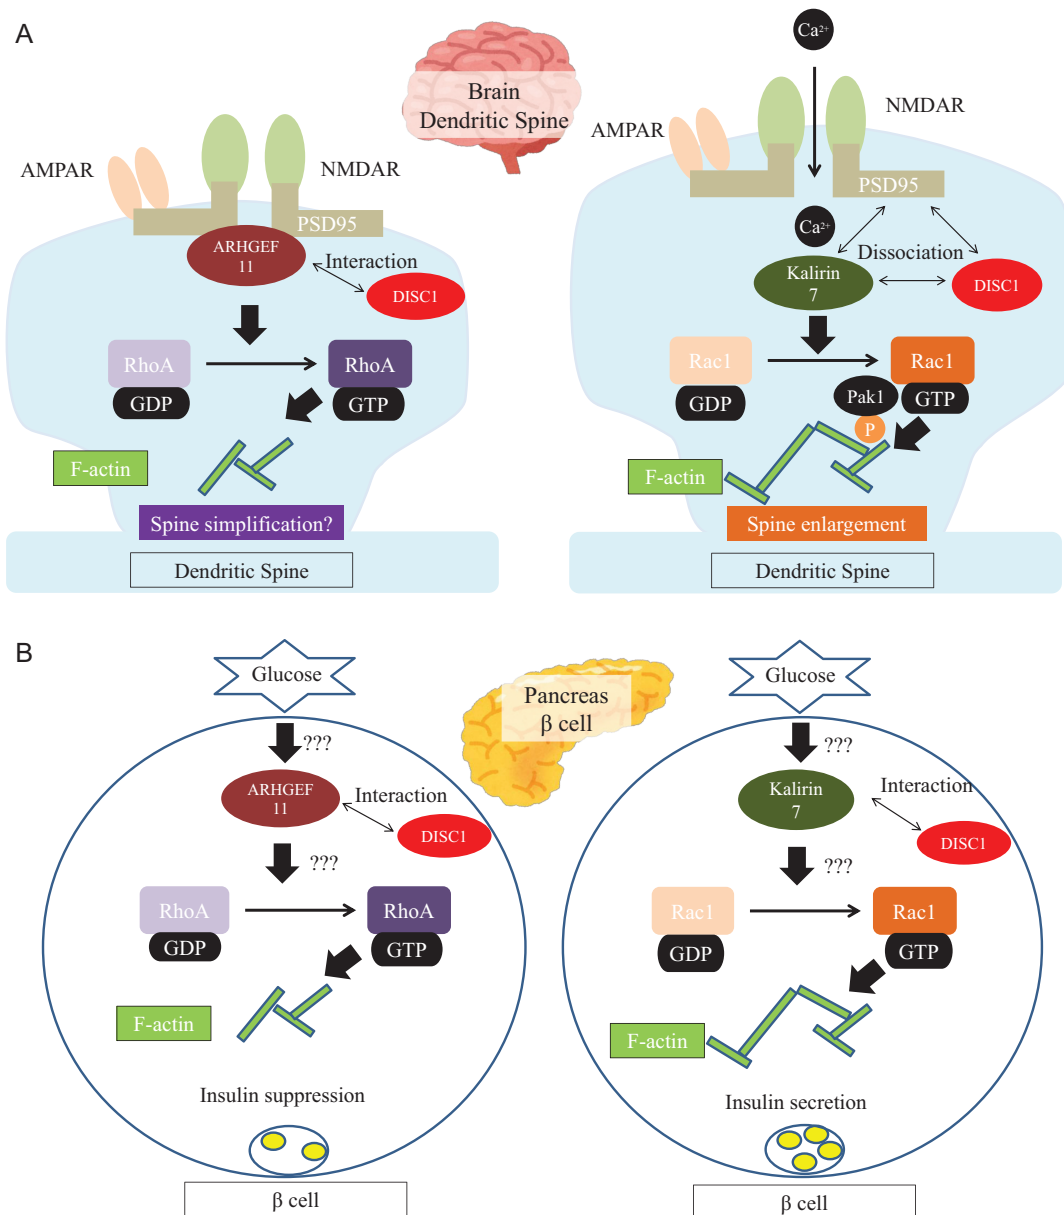 A
Brain
Dendritic Spine
AMPAR
NMDAR
PSD95
ARHGEF
11
Interaction
DISC1
RhoA
GDP
RhoA
GTP
F-actin
Spine simplification?
Dendritic Spine
Ca²⁺
NMDAR
AMPAR
PSD95
Ca²⁺
Dissociation
Kalirin
7
DISC1
Rac1
GDP
Rac1
Pak1
GTP
P
F-actin
Spine enlargement
Dendritic Spine
B
Glucose
Pancreas
β cell
???
ARHGEF
11
Interaction
DISC1
???
RhoA
GDP
RhoA
GTP
F-actin
Insulin suppression
β cell
Glucose
???
Kalirin
7
Interaction
DISC1
???
Rac1
GDP
Rac1
GTP
F-actin
Insulin secretion
β cell